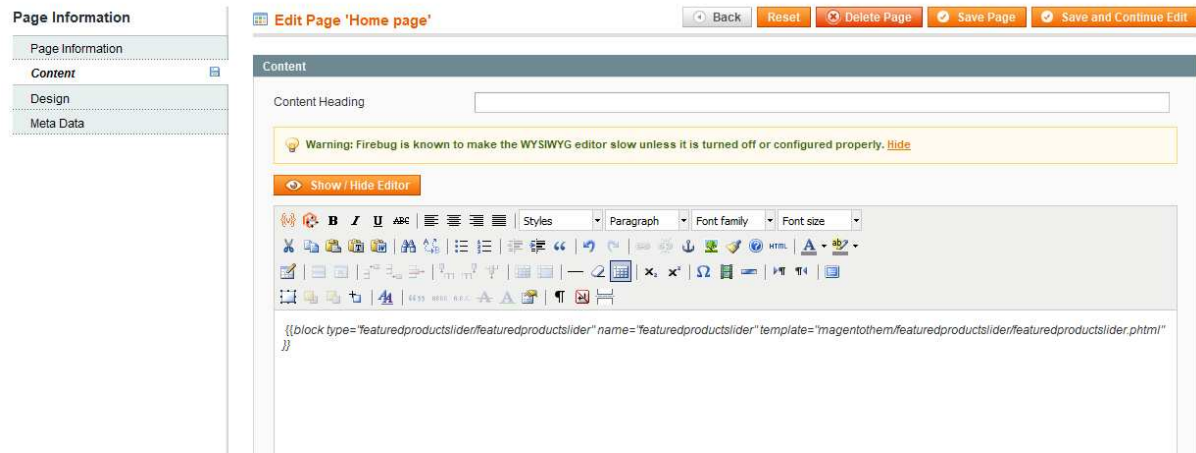 Page Information
Page Information
Content
Design
Meta Data
Edit Page 'Home page'
Back
Reset
Delete Page
Save Page
Save and Continue Edit
Content
Content Heading
Warning: Firebug is known to make the WYSIWYG editor slow unless it is turned off or configured properly. Hide
Show / Hide Editor
B I U ABC Styles Paragraph Font family Font size
HTML A ab
{{block type="featuredproductslider/featuredproductslider" name="featuredproductslider" template="magentothem/featuredproductslider/featuredproductslider.phtml"
}}